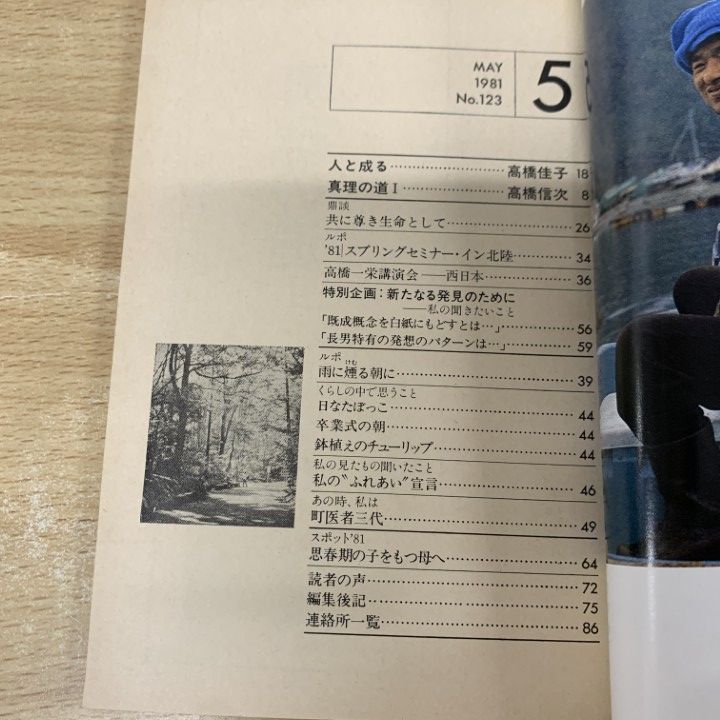 MAY
1981
No.123
5
人と成る 高橋佳子 18
真理の道Ⅰ 高橋信次 8
鼎談
共に尊き生命として 26
ルポ
'81スプリングセミナー・イン北陸 34
高橋一栄講演会――西日本 36
特別企画：新たなる発見のために
――私の聞きたいこと
「既成概念を白紙にもどすとは…」 56
「長男特有の発想のパターンは…」 59
ルポ
雨に煙る朝に 39
けむ
くらしの中で思うこと
日なたぼっこ 44
卒業式の朝 44
鉢植えのチューリップ 44
私の見たもの聞いたこと
私の〝ふれあい〟宣言 46
あの時、私は
町医者三代 49
スポット'81
思春期の子をもつ母へ 64
読者の声 72
編集後記 75
連絡所一覧 86